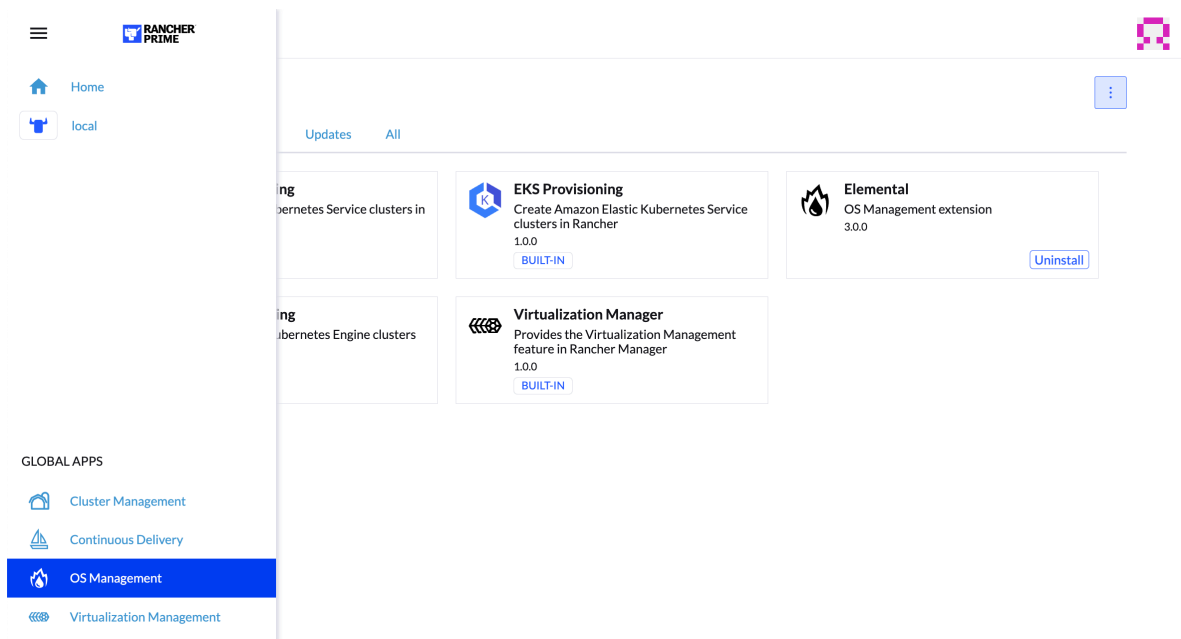 RANCHER
PRIME
Home
local
Updates All
ng
EKS Provisioning
Elemental
Create Amazon Elastic Kubernetes Service
clusters in Rancher
OS Management extension
bernetes Service clusters in
1.0.0
3.0.0
BUILT-IN
Uninstall
ing
Virtualization Manager
ubernetes Engine clusters
Provides the Virtualization Management
feature in Rancher Manager
1.0.0
BUILT-IN
GLOBAL APPS
Cluster Management
Continuous Delivery
OS Management
Virtualization Management